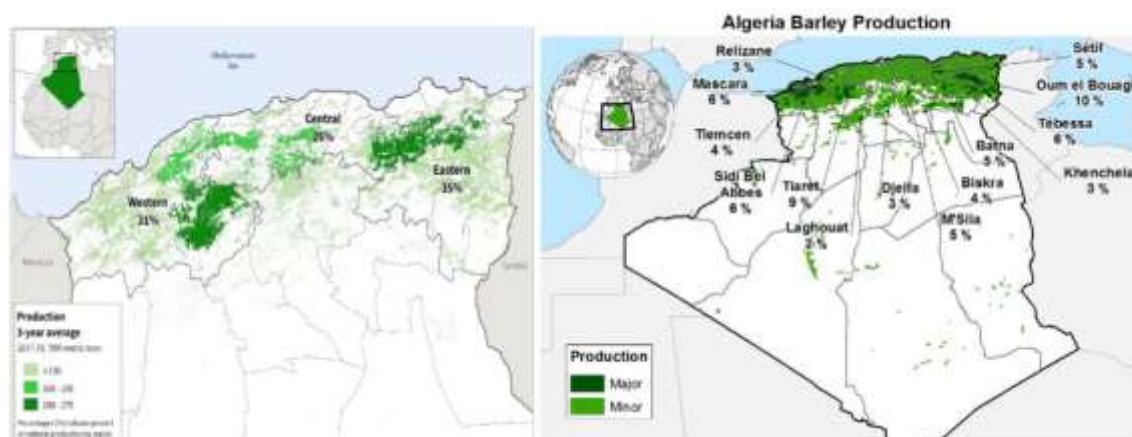 Central
26%
Western
31%
Eastern
35%
Production
3-year average
Algeria Barley Production
Relizane
3 %
Setif
5 %
Mascara
6 %
Oum el Bouagi
10 %
Tlemcen
4 %
Tebessa
6 %
Batna
5 %
Khenchela
3 %
Sidi Bel
Abbes
6 %
Tiaret
9 %
Djelfa
3 %
Biskra
4 %
Laghouat
2 %
M'Sila
5 %
Production
Major
Minor